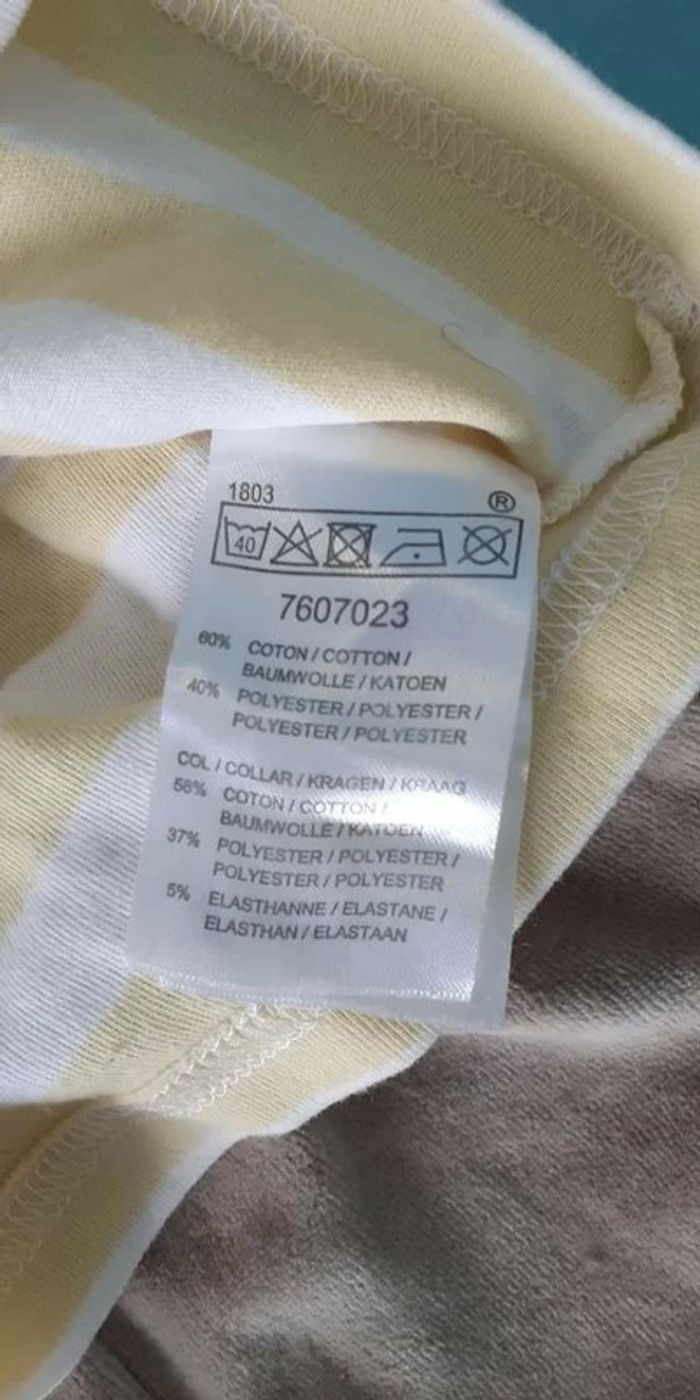 1803 ®
40
7607023
60% COTON / COTTON /
BAUMWOLLE / KATOEN
40% POLYESTER / POLYESTER /
POLYESTER / POLYESTER
COL / COLLAR / KRAGEN / KRAAG
58% COTON / COTTON /
BAUMWOLLE / KATOEN
37% POLYESTER / POLYESTER /
POLYESTER / POLYESTER
5% ELASTHANNE / ELASTANE /
ELASTHAN / ELASTAAN